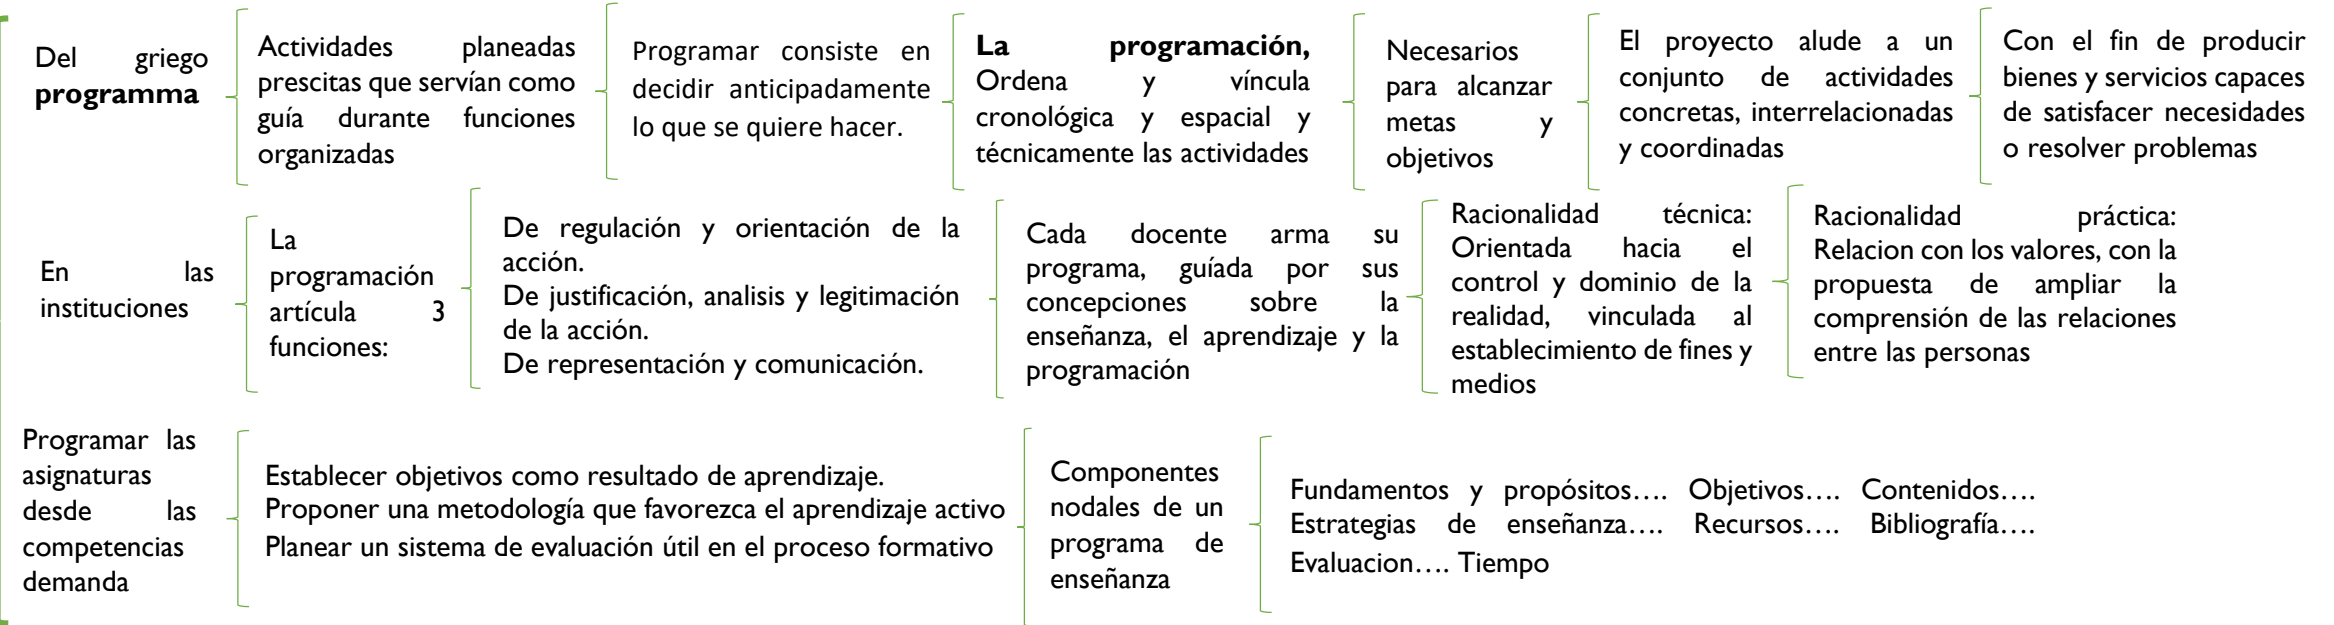 Del griego
programma
Actividades planeadas
prescitas que servían como
guía durante funciones
organizadas
Programar consiste en
decidir anticipadamente
lo que se quiere hacer.
La programación,
Ordena y víncula
cronológica y espacial y
técnicamente las actividades
Necesarios
para alcanzar
metas y
objetivos
El proyecto alude a un
conjunto de actividades
concretas, interrelacionadas
y coordinadas
Con el fin de producir
bienes y servicios capaces
de satisfacer necesidades
o resolver problemas
En las
instituciones
La
programación
artícula 3
funciones:
De regulación y orientación de la
acción.
De justificación, analisis y legitimación
de la acción.
De representación y comunicación.
Cada docente arma su
programa, guíada por sus
concepciones sobre la
enseñanza, el aprendizaje y la
programación
Racionalidad técnica:
Orientada hacia el
control y dominio de la
realidad, vinculada al
establecimiento de fines y
medios
Racionalidad práctica:
Relacion con los valores, con la
propuesta de ampliar la
comprensión de las relaciones
entre las personas
Programar las
asignaturas
desde las
competencias
demanda
Establecer objetivos como resultado de aprendizaje.
Proponer una metodología que favorezca el aprendizaje activo
Planear un sistema de evaluación útil en el proceso formativo
Componentes
nodales de un
programa de
enseñanza
Fundamentos y propósitos…. Objetivos…. Contenidos….
Estrategias de enseñanza…. Recursos…. Bibliografía….
Evaluacion…. Tiempo